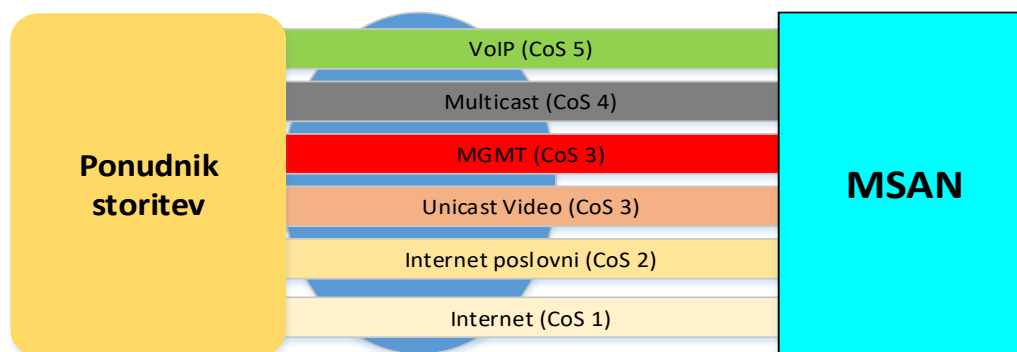 VoIP (CoS 5)
Multicast (CoS 4)
MGMT (CoS 3)
Ponudnik
storitev
MSAN
Unicast Video (CoS 3)
Internet poslovni (CoS 2)
Internet (CoS 1)